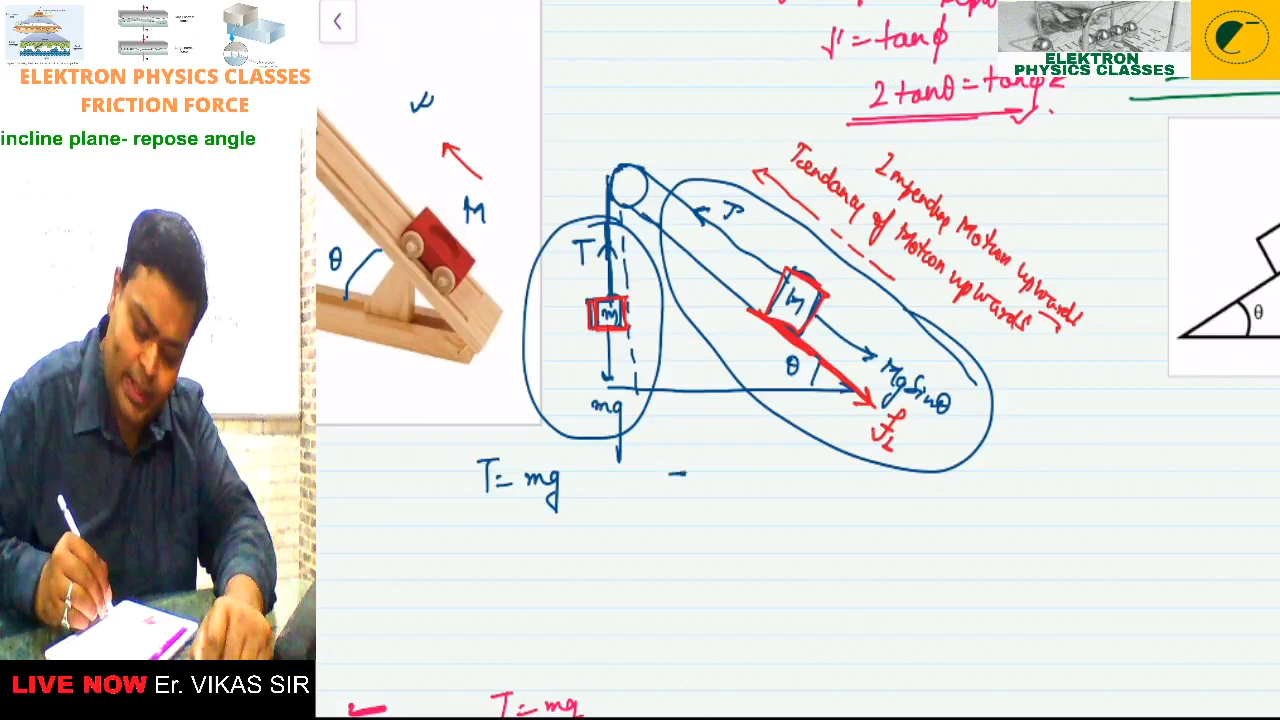 ELEKTRON PHYSICS CLASSES
FRICTION FORCE
incline plane- repose angle
μ = tanϕ
2 tanθ = tanϕ
ELEKTRON
PHYSICS CLASSES
M
θ
Impending Motion upwards
Tendancy of Motion upwards
T
T
m
M
θ
mg
Mg Sinθ
fL
T = mg
θ
LIVE NOW Er. VIKAS SIR
T = mg